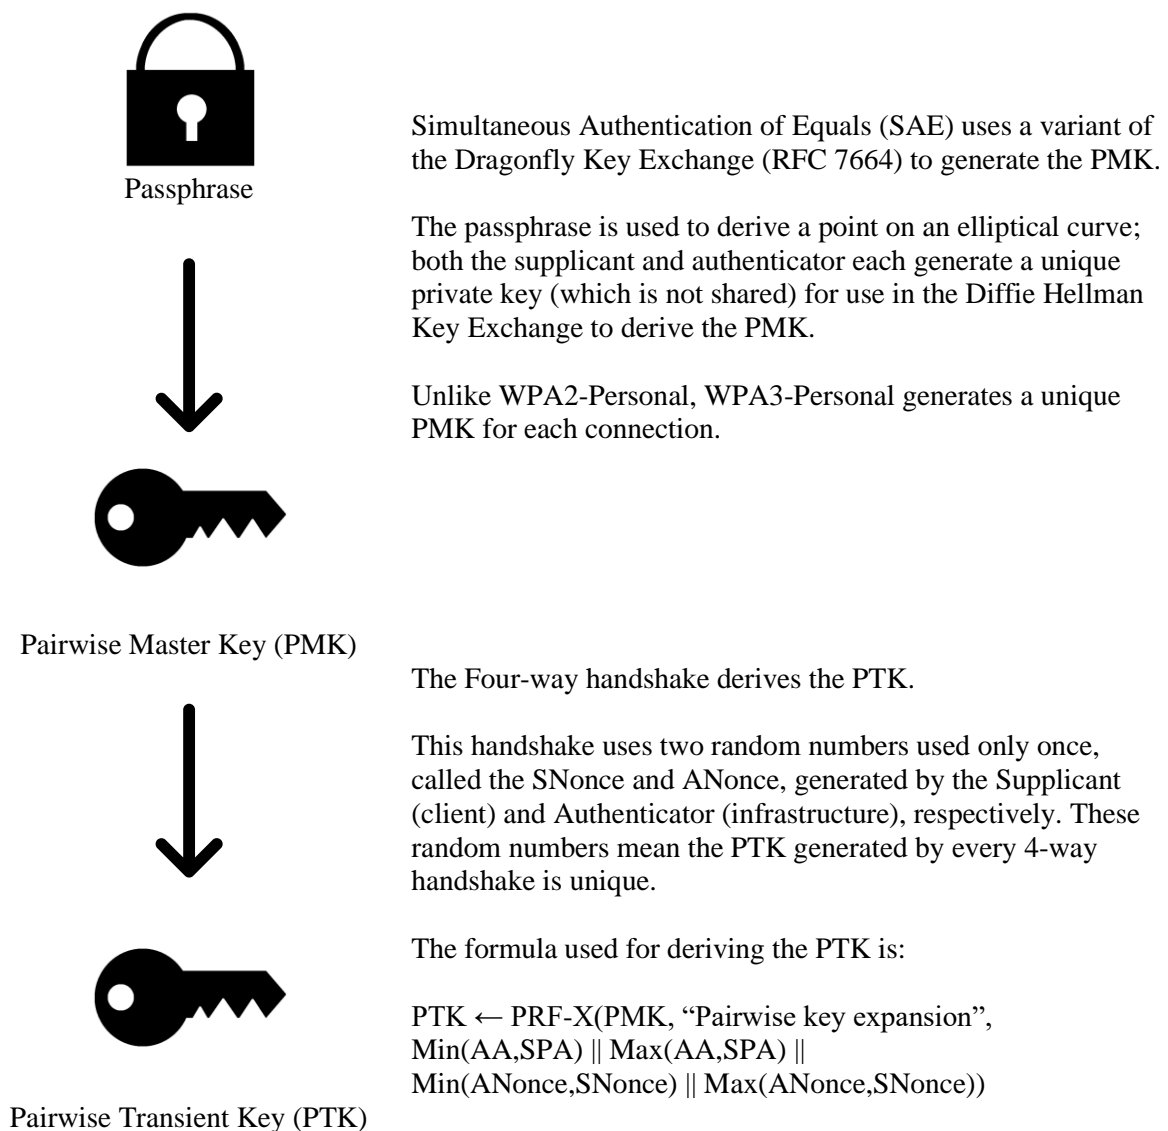 Passphrase
Simultaneous Authentication of Equals (SAE) uses a variant of
the Dragonfly Key Exchange (RFC 7664) to generate the PMK.
The passphrase is used to derive a point on an elliptical curve;
both the supplicant and authenticator each generate a unique
private key (which is not shared) for use in the Diffie Hellman
Key Exchange to derive the PMK.
Unlike WPA2-Personal, WPA3-Personal generates a unique
PMK for each connection.
Pairwise Master Key (PMK)
The Four-way handshake derives the PTK.
This handshake uses two random numbers used only once,
called the SNonce and ANonce, generated by the Supplicant
(client) and Authenticator (infrastructure), respectively. These
random numbers mean the PTK generated by every 4-way
handshake is unique.
The formula used for deriving the PTK is:
PTK ← PRF-X(PMK, “Pairwise key expansion”,
Min(AA,SPA) || Max(AA,SPA) ||
Min(ANonce,SNonce) || Max(ANonce,SNonce))
Pairwise Transient Key (PTK)